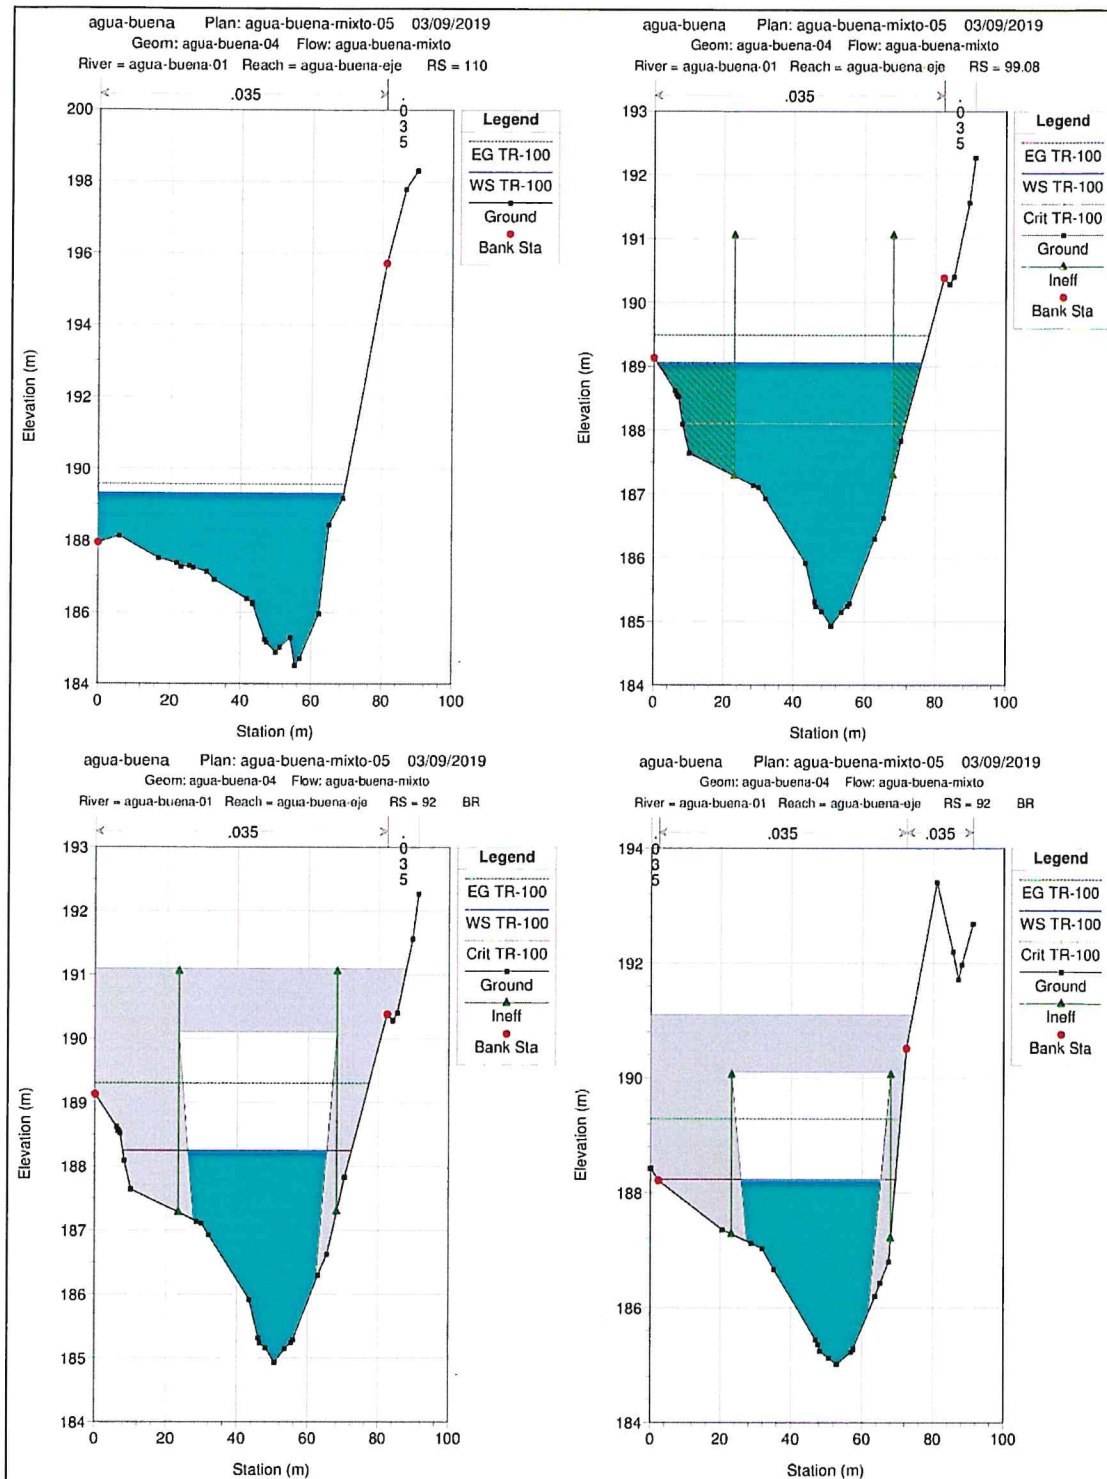 agua-buena Plan: agua-buena-mixto-05 03/09/2019
Geom: agua-buena-04 Flow: agua-buena-mixto
River = agua-buena-01 Reach = agua-buena-eje RS = 110
.035
.035
Legend
EG TR-100
WS TR-100
Ground
Bank Sta
200
198
196
194
192
190
188
186
184
Elevation (m)
0 20 40 60 80 100
Station (m)
agua-buena Plan: agua-buena-mixto-05 03/09/2019
Geom: agua-buena-04 Flow: agua-buena-mixto
River = agua-buena-01 Reach = agua-buena-eje RS = 99.08
.035
.035
Legend
EG TR-100
WS TR-100
Crit TR-100
Ground
Ineff
Bank Sta
193
192
191
190
189
188
187
186
185
184
Elevation (m)
0 20 40 60 80 100
Station (m)
agua-buena Plan: agua-buena-mixto-05 03/09/2019
Geom: agua-buena-04 Flow: agua-buena-mixto
River = agua-buena-01 Reach = agua-buena-eje RS = 92 BR
.035
.035
Legend
EG TR-100
WS TR-100
Crit TR-100
Ground
Ineff
Bank Sta
193
192
191
190
189
188
187
186
185
184
Elevation (m)
0 20 40 60 80 100
Station (m)
agua-buena Plan: agua-buena-mixto-05 03/09/2019
Geom: agua-buena-04 Flow: agua-buena-mixto
River = agua-buena-01 Reach = agua-buena-eje RS = 92 BR
.035
.035
.035
Legend
EG TR-100
WS TR-100
Crit TR-100
Ground
Ineff
Bank Sta
194
192
190
188
186
184
Elevation (m)
0 20 40 60 80 100
Station (m)